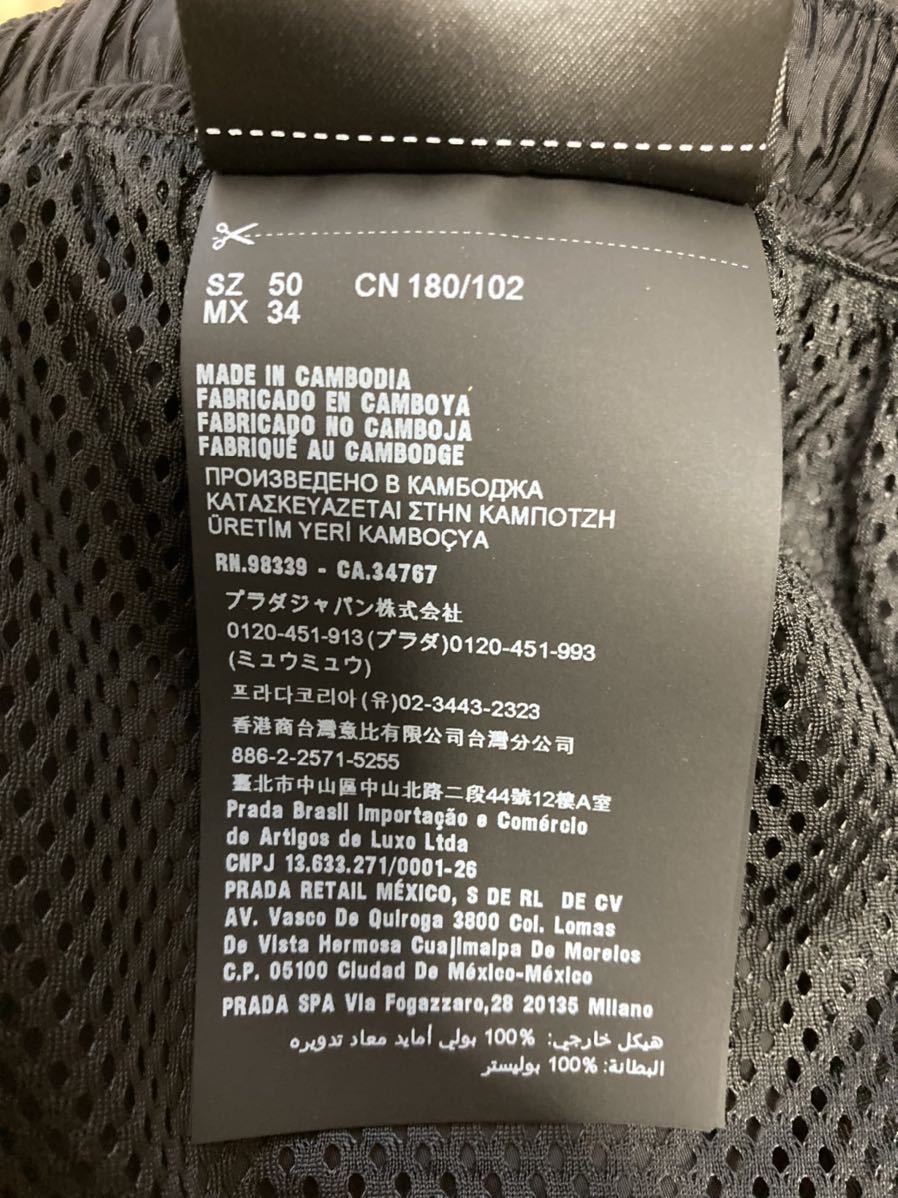 SZ 50 CN 180/102
MX 34
MADE IN CAMBODIA
FABRICADO EN CAMBOYA
FABRICADO NO CAMBOJA
FABRIQUÉ AU CAMBODGE
ПРОИЗВЕДЕНО В КАМБОДЖА
ΚΑΤΑΣΚΕΥΑΖΕΤΑΙ ΣΤΗΝ ΚΑΜΠΟΤΖΗ
ÜRETİM YERİ KAMBOÇYA
RN.98339 - CA.34767
プラダジャパン株式会社
0120-451-913(プラダ)0120-451-993
(ミュウミュウ)
프라다코리아(유)02-3443-2323
香港商台灣意比有限公司台灣分公司
886-2-2571-5255
臺北市中山區中山北路二段44號12樓A室
Prada Brasil Importação e Comércio
de Artigos de Luxo Ltda
CNPJ 13.633.271/0001-26
PRADA RETAIL MÉXICO, S DE RL DE CV
AV. Vasco De Quiroga 3800 Col. Lomas
De Vista Hermosa Cuajimalpa De Morelos
C.P. 05100 Ciudad De México-México
PRADA SPA Via Fogazzaro,28 20135 Milano
هيكل خارجي: 100% بولي أمايد معاد تدويره
البطانة: 100% بوليستر